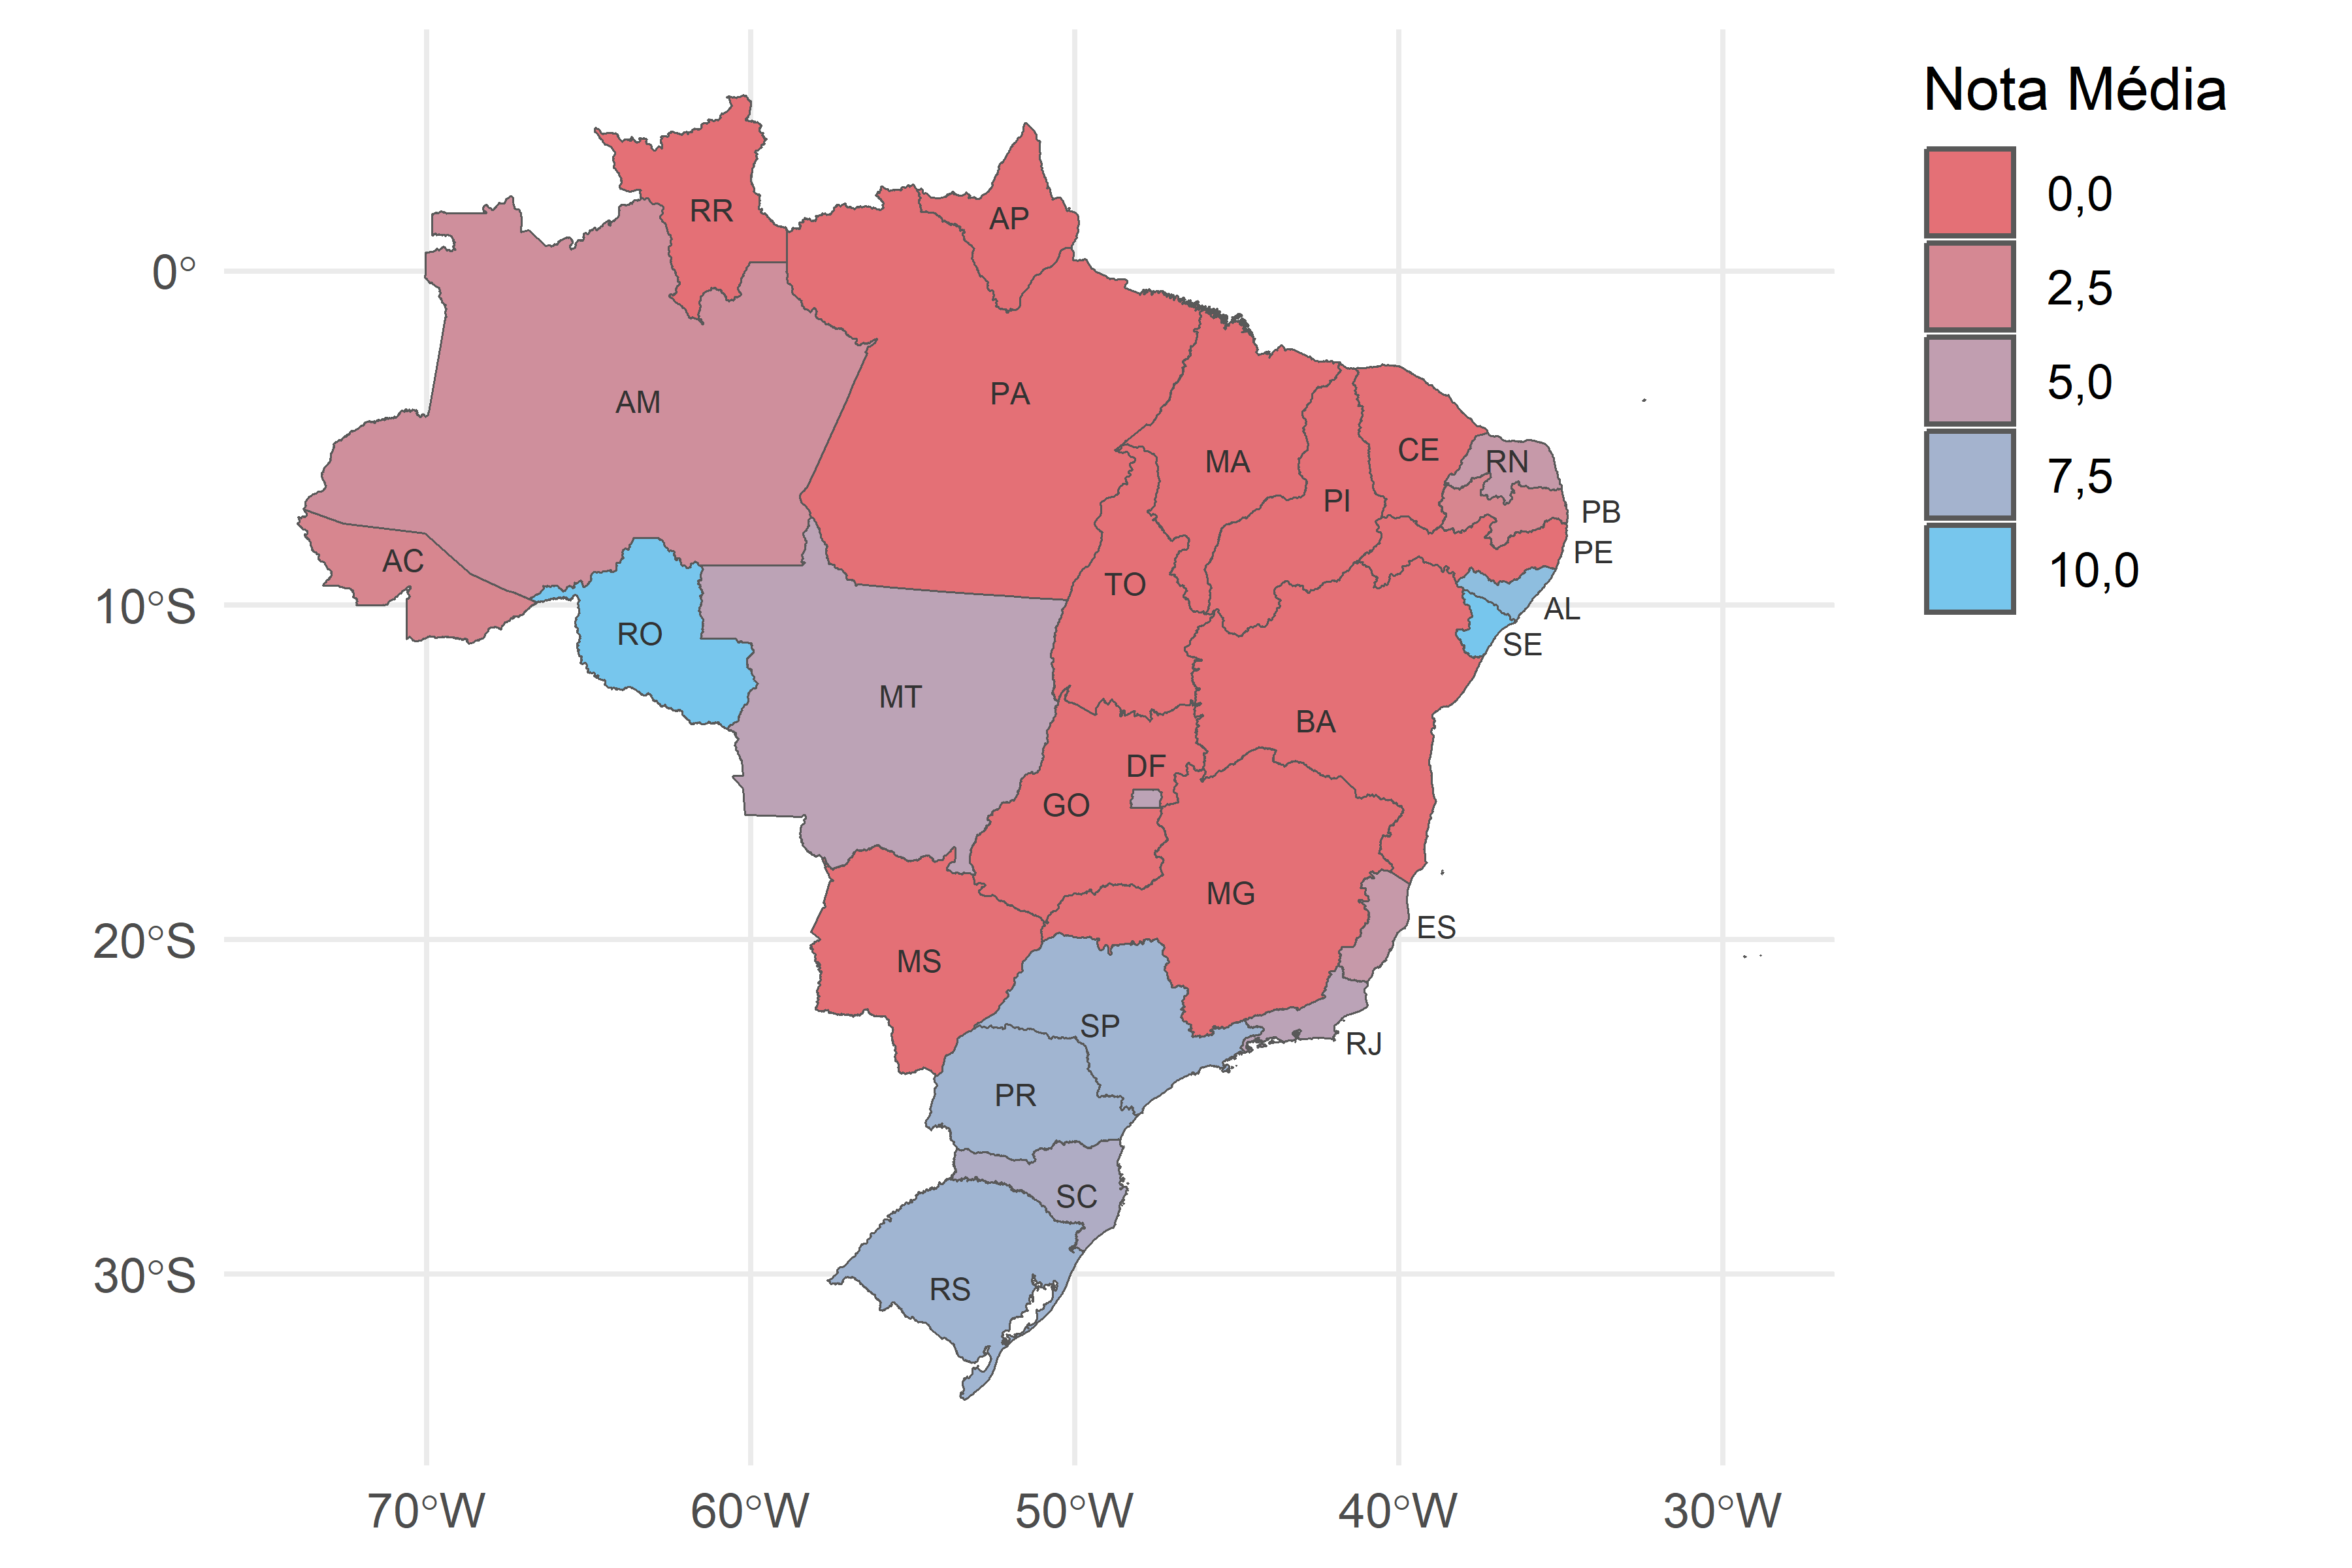 Nota Média
0,0
2,5
5,0
7,5
10,0
RR
AP
0°
AM
PA
CE
RN
MA
PI
PB
PE
AC
TO
10°S
AL
RO
SE
MT
BA
DF
GO
MG
ES
20°S
MS
SP
RJ
PR
SC
30°S
RS
70°W
60°W
50°W
40°W
30°W